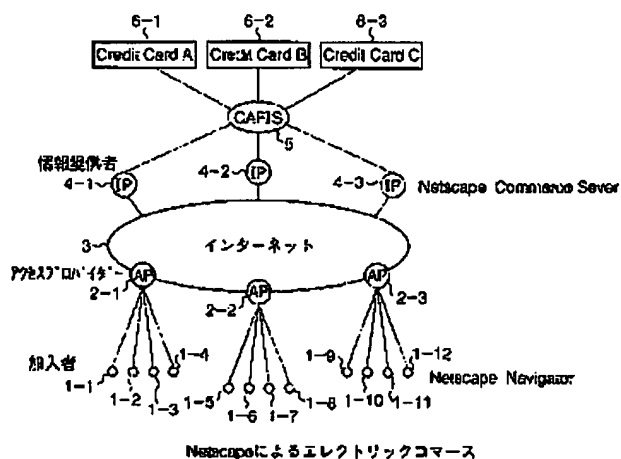 6-1 6-2 6-3
Credit Card A Credit Card B Credit Card C
CAFIS
5
情報提供者
4-1 IP 4-2 IP 4-3 IP Netscape Commerce Sever
3 インターネット
アクセスプロバイダー
AP AP AP
2-1 2-2 2-3
加入者
1-1 1-2 1-3 1-4 1-5 1-6 1-7 1-8 1-9 1-10 1-11 1-12
Netscape Navigator
Netscapeによるエレクトリックコマース